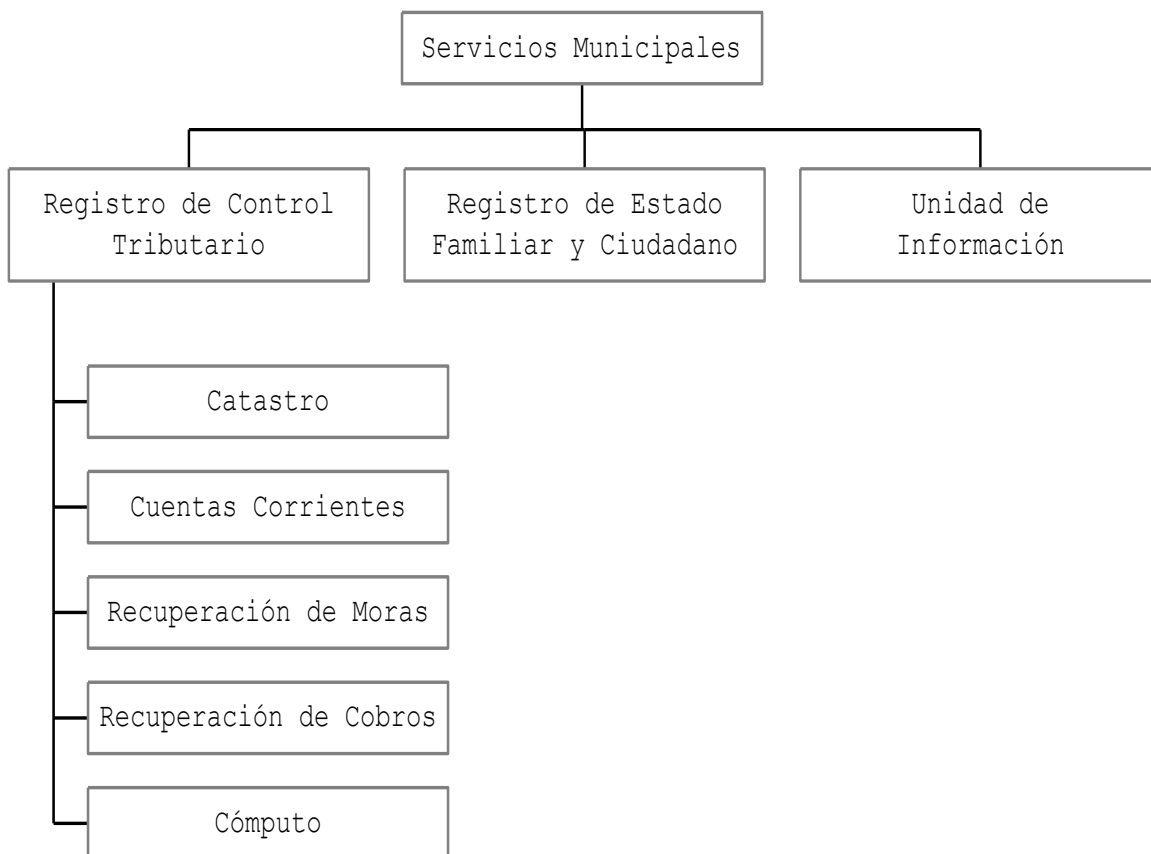 Servicios Municipales
Registro de Control
Tributario
Registro de Estado
Familiar y Ciudadano
Unidad de
Información
Catastro
Cuentas Corrientes
Recuperación de Moras
Recuperación de Cobros
Cómputo